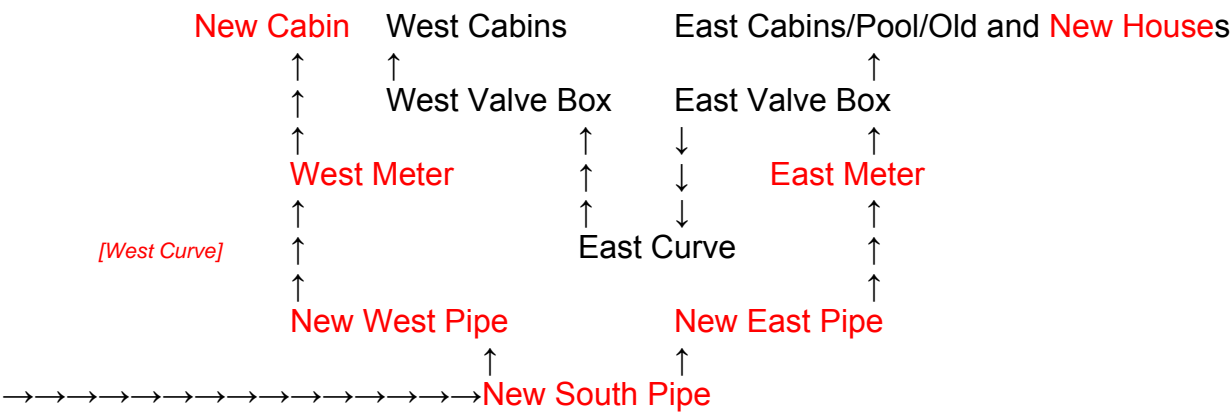 New Cabin West Cabins East Cabins/Pool/Old and New Houses
↑ ↑ ↑
↑ West Valve Box East Valve Box
↑ ↑ ↓ ↑
West Meter ↑ ↓ East Meter
↑ ↑ ↓ ↑
[West Curve] ↑ East Curve ↑
↑ ↑
New West Pipe New East Pipe
↑ ↑
→→→→→→→→→→→→→→→New South Pipe